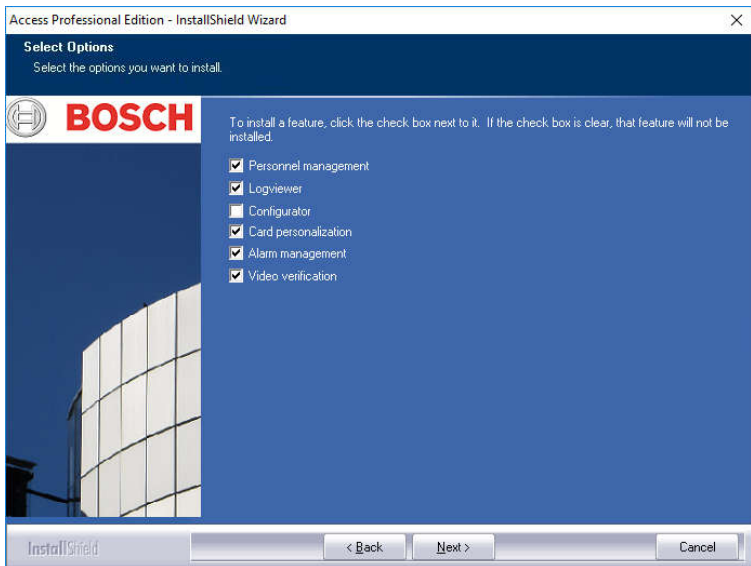 Access Professional Edition - InstallShield Wizard
Select Options
Select the options you want to install.
BOSCH
To install a feature, click the check box next to it. If the check box is clear, that feature will not be
installed.
Personnel management
Logviewer
Configurator
Card personalization
Alarm management
Video verification
InstallShield
< Back
Next >
Cancel